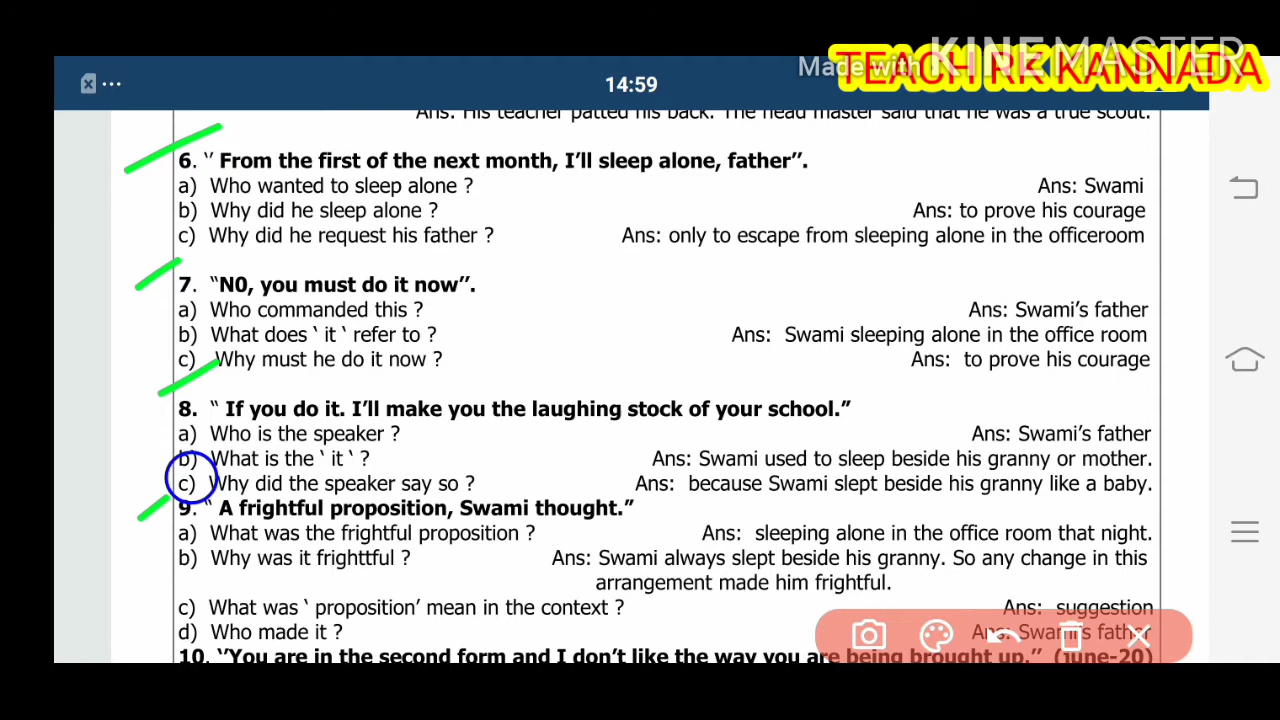 Made with KINEMASTER
TEACH RK KANNADA
14:59
Ans: His teacher patted his back. The head master said that he was a true scout.
6. “ From the first of the next month, I’ll sleep alone, father”.
a) Who wanted to sleep alone ? Ans: Swami
b) Why did he sleep alone ? Ans: to prove his courage
c) Why did he request his father ? Ans: only to escape from sleeping alone in the officeroom
7. “N0, you must do it now”.
a) Who commanded this ? Ans: Swami’s father
b) What does ‘ it ‘ refer to ? Ans: Swami sleeping alone in the office room
c) Why must he do it now ? Ans: to prove his courage
8. “ If you do it. I’ll make you the laughing stock of your school.”
a) Who is the speaker ? Ans: Swami’s father
b) What is the ‘ it ‘ ? Ans: Swami used to sleep beside his granny or mother.
c) Why did the speaker say so ? Ans: because Swami slept beside his granny like a baby.
9. “ A frightful proposition, Swami thought.”
a) What was the frightful proposition ? Ans: sleeping alone in the office room that night.
b) Why was it frighttful ? Ans: Swami always slept beside his granny. So any change in this
arrangement made him frightful.
c) What was ‘ proposition’ mean in the context ? Ans: suggestion
d) Who made it ? Ans: Swami’s father
10. “You are in the second form and I don’t like the way you are being brought up.” (june-20)